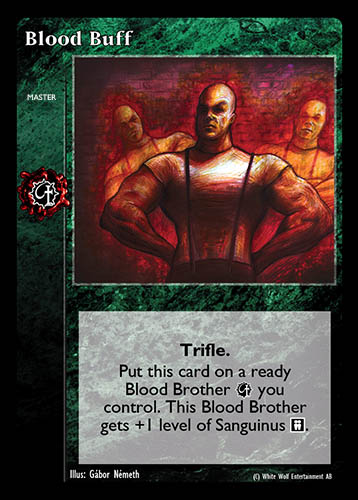 Blood Buff
MASTER
Trifle.
Put this card on a ready
Blood Brother you
control. This Blood Brother
gets +1 level of Sanguinus .
Illus: Gábor Németh
(C) White Wolf Entertainment AB